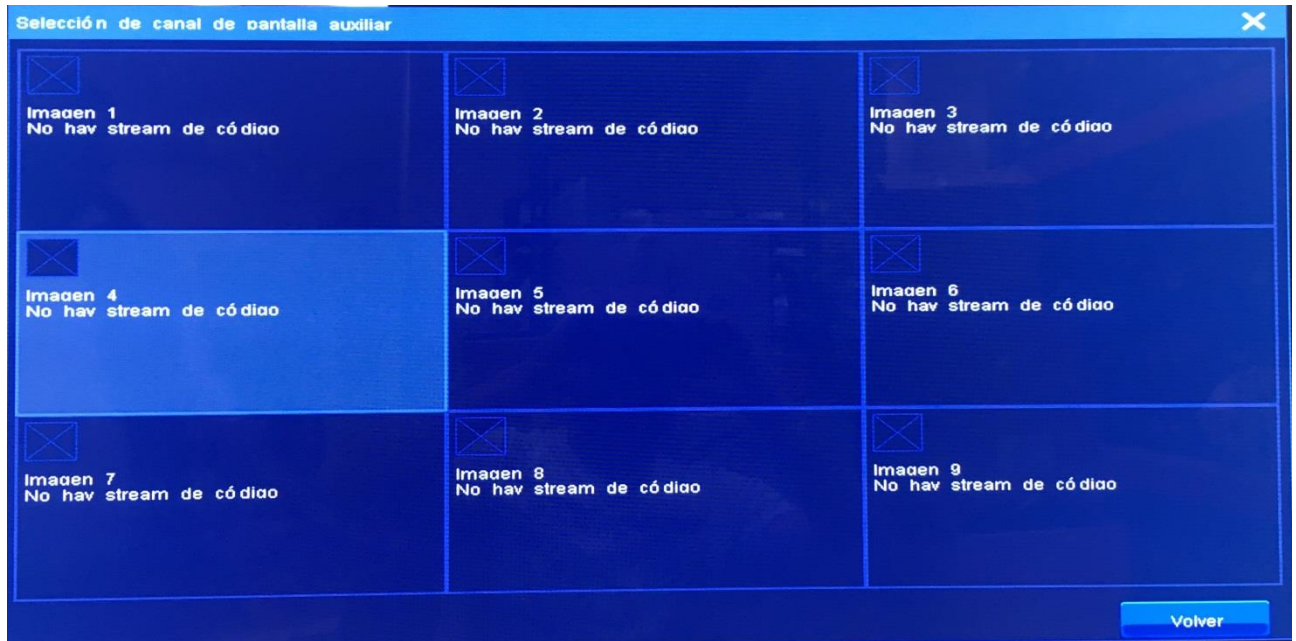 Selección de canal de pantalla auxiliar
Imagen 1
No hay stream de código
Imagen 2
No hay stream de código
Imagen 3
No hay stream de código
Imagen 4
No hay stream de código
Imagen 5
No hay stream de código
Imagen 6
No hay stream de código
Imagen 7
No hay stream de código
Imagen 8
No hay stream de código
Imagen 9
No hay stream de código
Volver